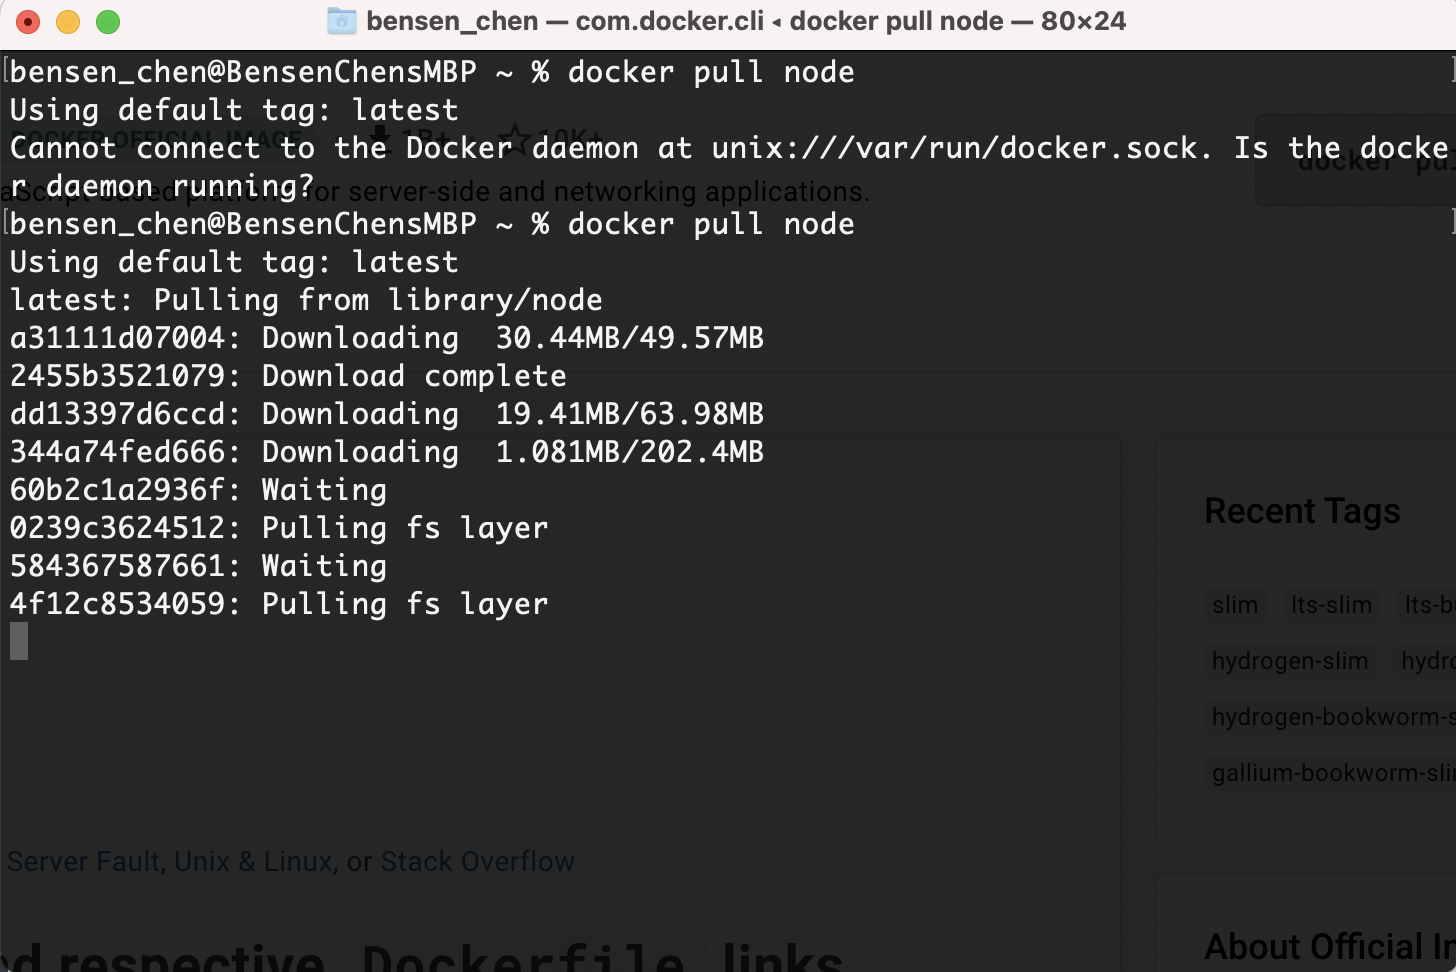 bensen_chen — com.docker.cli ◂ docker pull node — 80×24
[bensen_chen@BensenChensMBP ~ % docker pull node ]
Using default tag: latest
DOCKER OFFICIAL IMAGE 1B+ 10K+
Cannot connect to the Docker daemon at unix:///var/run/docker.sock. Is the docke
docker pul
r daemon running?
aScript-based platform for server-side and networking applications.
[bensen_chen@BensenChensMBP ~ % docker pull node ]
Using default tag: latest
latest: Pulling from library/node
a31111d07004: Downloading  30.44MB/49.57MB
2455b3521079: Download complete
dd13397d6ccd: Downloading  19.41MB/63.98MB
344a74fed666: Downloading  1.081MB/202.4MB
60b2c1a2936f: Waiting
0239c3624512: Pulling fs layer
584367587661: Waiting
4f12c8534059: Pulling fs layer
Recent Tags
slim lts-slim lts-b
hydrogen-slim hydro
hydrogen-bookworm-s
gallium-bookworm-sli
Server Fault, Unix & Linux, or Stack Overflow
d respective Dockerfile links
About Official I